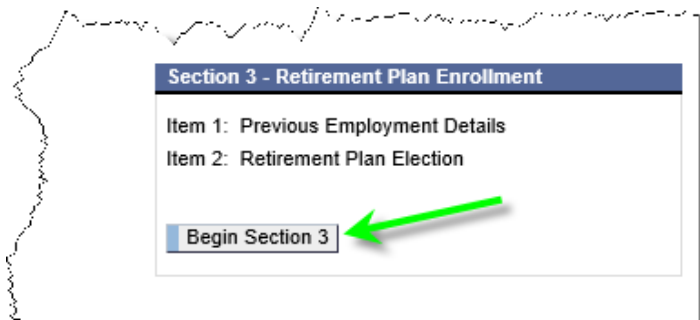 Section 3 - Retirement Plan Enrollment
Item 1: Previous Employment Details
Item 2: Retirement Plan Election
Begin Section 3